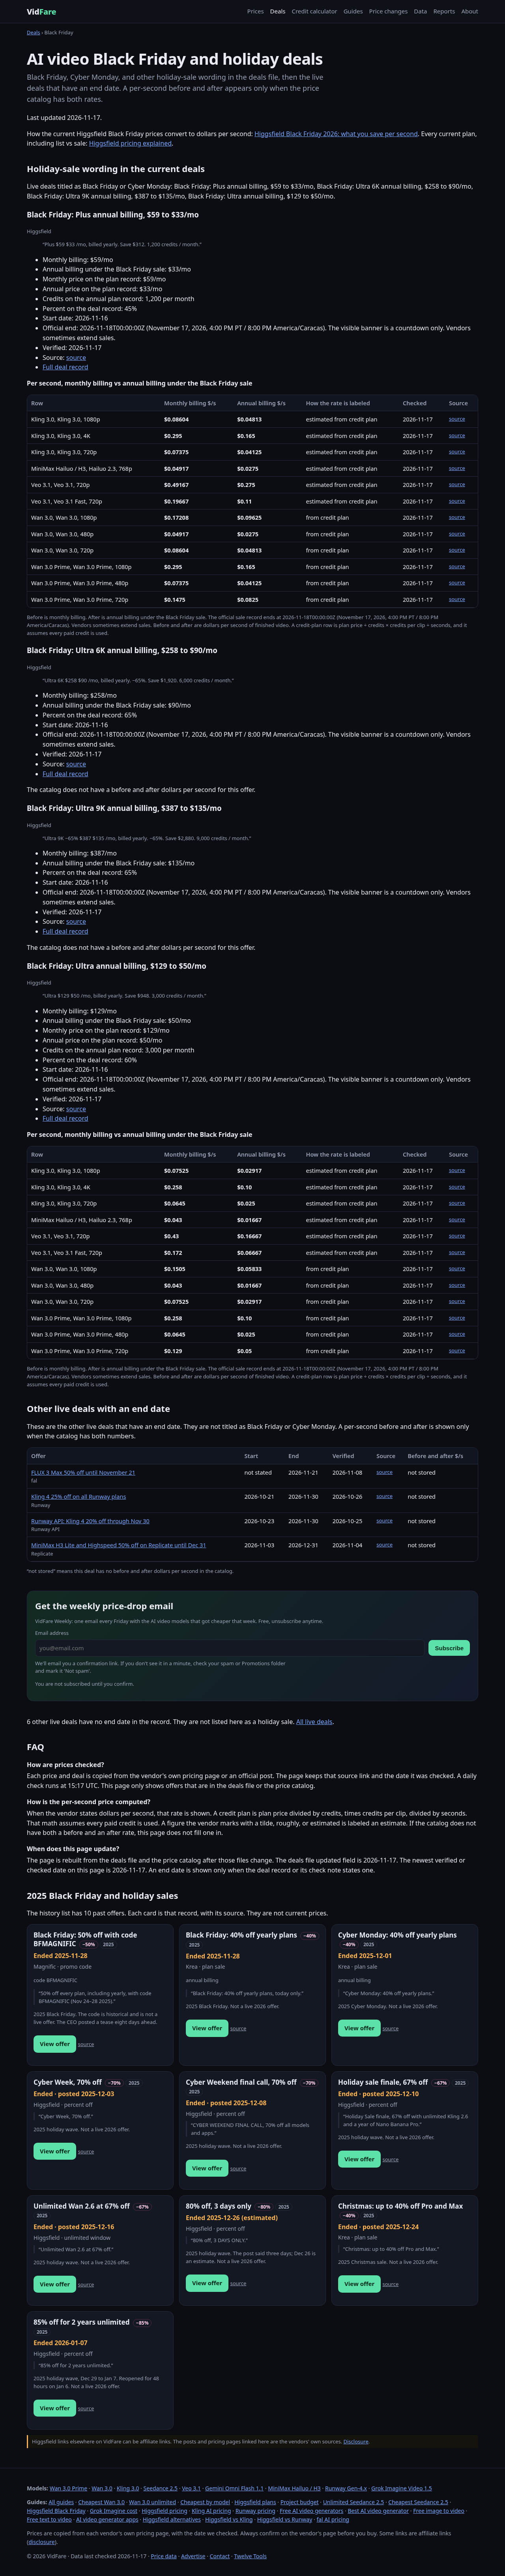 VidFare
Prices Deals Credit calculator Guides Price changes Data Reports About
Deals › Black Friday
AI video Black Friday and holiday deals
Black Friday, Cyber Monday, and other holiday-sale wording in the deals file, then the live
deals that have an end date. A per-second before and after appears only when the price
catalog has both rates.
Last updated 2026-11-17.
How the current Higgsfield Black Friday prices convert to dollars per second: Higgsfield Black Friday 2026: what you save per second. Every current plan,
including list vs sale: Higgsfield pricing explained.
Holiday-sale wording in the current deals
Live deals titled as Black Friday or Cyber Monday: Black Friday: Plus annual billing, $59 to $33/mo, Black Friday: Ultra 6K annual billing, $258 to $90/mo,
Black Friday: Ultra 9K annual billing, $387 to $135/mo, Black Friday: Ultra annual billing, $129 to $50/mo.
Black Friday: Plus annual billing, $59 to $33/mo
Higgsfield
“Plus $59 $33 /mo, billed yearly. Save $312. 1,200 credits / month.”
Monthly billing: $59/mo
Annual billing under the Black Friday sale: $33/mo
Monthly price on the plan record: $59/mo
Annual price on the plan record: $33/mo
Credits on the annual plan record: 1,200 per month
Percent on the deal record: 45%
Start date: 2026-11-16
Official end: 2026-11-18T00:00:00Z (November 17, 2026, 4:00 PM PT / 8:00 PM America/Caracas). The visible banner is a countdown only. Vendors
sometimes extend sales.
Verified: 2026-11-17
Source: source
Full deal record
Per second, monthly billing vs annual billing under the Black Friday sale
Row Monthly billing $/s Annual billing $/s How the rate is labeled Checked Source
Kling 3.0, Kling 3.0, 1080p $0.08604 $0.04813 estimated from credit plan 2026-11-17 source
Kling 3.0, Kling 3.0, 4K $0.295 $0.165 estimated from credit plan 2026-11-17 source
Kling 3.0, Kling 3.0, 720p $0.07375 $0.04125 estimated from credit plan 2026-11-17 source
MiniMax Hailuo / H3, Hailuo 2.3, 768p $0.04917 $0.0275 estimated from credit plan 2026-11-17 source
Veo 3.1, Veo 3.1, 720p $0.49167 $0.275 estimated from credit plan 2026-11-17 source
Veo 3.1, Veo 3.1 Fast, 720p $0.19667 $0.11 estimated from credit plan 2026-11-17 source
Wan 3.0, Wan 3.0, 1080p $0.17208 $0.09625 from credit plan 2026-11-17 source
Wan 3.0, Wan 3.0, 480p $0.04917 $0.0275 from credit plan 2026-11-17 source
Wan 3.0, Wan 3.0, 720p $0.08604 $0.04813 from credit plan 2026-11-17 source
Wan 3.0 Prime, Wan 3.0 Prime, 1080p $0.295 $0.165 from credit plan 2026-11-17 source
Wan 3.0 Prime, Wan 3.0 Prime, 480p $0.07375 $0.04125 from credit plan 2026-11-17 source
Wan 3.0 Prime, Wan 3.0 Prime, 720p $0.1475 $0.0825 from credit plan 2026-11-17 source
Before is monthly billing. After is annual billing under the Black Friday sale. The official sale record ends at 2026-11-18T00:00:00Z (November 17, 2026, 4:00 PM PT / 8:00 PM
America/Caracas). Vendors sometimes extend sales. Before and after are dollars per second of finished video. A credit-plan row is plan price ÷ credits × credits per clip ÷ seconds, and it
assumes every paid credit is used.
Black Friday: Ultra 6K annual billing, $258 to $90/mo
Higgsfield
“Ultra 6K $258 $90 /mo, billed yearly. −65%. Save $1,920. 6,000 credits / month.”
Monthly billing: $258/mo
Annual billing under the Black Friday sale: $90/mo
Percent on the deal record: 65%
Start date: 2026-11-16
Official end: 2026-11-18T00:00:00Z (November 17, 2026, 4:00 PM PT / 8:00 PM America/Caracas). The visible banner is a countdown only. Vendors
sometimes extend sales.
Verified: 2026-11-17
Source: source
Full deal record
The catalog does not have a before and after dollars per second for this offer.
Black Friday: Ultra 9K annual billing, $387 to $135/mo
Higgsfield
“Ultra 9K −65% $387 $135 /mo, billed yearly. −65%. Save $2,880. 9,000 credits / month.”
Monthly billing: $387/mo
Annual billing under the Black Friday sale: $135/mo
Percent on the deal record: 65%
Start date: 2026-11-16
Official end: 2026-11-18T00:00:00Z (November 17, 2026, 4:00 PM PT / 8:00 PM America/Caracas). The visible banner is a countdown only. Vendors
sometimes extend sales.
Verified: 2026-11-17
Source: source
Full deal record
The catalog does not have a before and after dollars per second for this offer.
Black Friday: Ultra annual billing, $129 to $50/mo
Higgsfield
“Ultra $129 $50 /mo, billed yearly. Save $948. 3,000 credits / month.”
Monthly billing: $129/mo
Annual billing under the Black Friday sale: $50/mo
Monthly price on the plan record: $129/mo
Annual price on the plan record: $50/mo
Credits on the annual plan record: 3,000 per month
Percent on the deal record: 60%
Start date: 2026-11-16
Official end: 2026-11-18T00:00:00Z (November 17, 2026, 4:00 PM PT / 8:00 PM America/Caracas). The visible banner is a countdown only. Vendors
sometimes extend sales.
Verified: 2026-11-17
Source: source
Full deal record
Per second, monthly billing vs annual billing under the Black Friday sale
Row Monthly billing $/s Annual billing $/s How the rate is labeled Checked Source
Kling 3.0, Kling 3.0, 1080p $0.07525 $0.02917 estimated from credit plan 2026-11-17 source
Kling 3.0, Kling 3.0, 4K $0.258 $0.10 estimated from credit plan 2026-11-17 source
Kling 3.0, Kling 3.0, 720p $0.0645 $0.025 estimated from credit plan 2026-11-17 source
MiniMax Hailuo / H3, Hailuo 2.3, 768p $0.043 $0.01667 estimated from credit plan 2026-11-17 source
Veo 3.1, Veo 3.1, 720p $0.43 $0.16667 estimated from credit plan 2026-11-17 source
Veo 3.1, Veo 3.1 Fast, 720p $0.172 $0.06667 estimated from credit plan 2026-11-17 source
Wan 3.0, Wan 3.0, 1080p $0.1505 $0.05833 from credit plan 2026-11-17 source
Wan 3.0, Wan 3.0, 480p $0.043 $0.01667 from credit plan 2026-11-17 source
Wan 3.0, Wan 3.0, 720p $0.07525 $0.02917 from credit plan 2026-11-17 source
Wan 3.0 Prime, Wan 3.0 Prime, 1080p $0.258 $0.10 from credit plan 2026-11-17 source
Wan 3.0 Prime, Wan 3.0 Prime, 480p $0.0645 $0.025 from credit plan 2026-11-17 source
Wan 3.0 Prime, Wan 3.0 Prime, 720p $0.129 $0.05 from credit plan 2026-11-17 source
Before is monthly billing. After is annual billing under the Black Friday sale. The official sale record ends at 2026-11-18T00:00:00Z (November 17, 2026, 4:00 PM PT / 8:00 PM
America/Caracas). Vendors sometimes extend sales. Before and after are dollars per second of finished video. A credit-plan row is plan price ÷ credits × credits per clip ÷ seconds, and it
assumes every paid credit is used.
Other live deals with an end date
These are the other live deals that have an end date. They are not titled as Black Friday or Cyber Monday. A per-second before and after is shown only
when the catalog has both numbers.
Offer Start End Verified Source Before and after $/s
FLUX 3 Max 50% off until November 21 not stated 2026-11-21 2026-11-08 source not stored
fal
Kling 4 25% off on all Runway plans 2026-10-21 2026-11-30 2026-10-26 source not stored
Runway
Runway API: Kling 4 20% off through Nov 30 2026-10-23 2026-11-30 2026-10-25 source not stored
Runway API
MiniMax H3 Lite and Highspeed 50% off on Replicate until Dec 31 2026-11-03 2026-12-31 2026-11-04 source not stored
Replicate
“not stored” means this deal has no before and after dollars per second in the catalog.
Get the weekly price-drop email
VidFare Weekly: one email every Friday with the AI video models that got cheaper that week. Free, unsubscribe anytime.
Email address
you@email.com Subscribe
We'll email you a confirmation link. If you don't see it in a minute, check your spam or Promotions folder
and mark it 'Not spam'.
You are not subscribed until you confirm.
6 other live deals have no end date in the record. They are not listed here as a holiday sale. All live deals.
FAQ
How are prices checked?
Each price and deal is copied from the vendor's own pricing page or an official post. The page keeps that source link and the date it was checked. A daily
check runs at 15:17 UTC. This page only shows offers that are in the deals file or the price catalog.
How is the per-second price computed?
When the vendor states dollars per second, that rate is shown. A credit plan is plan price divided by credits, times credits per clip, divided by seconds.
That math assumes every paid credit is used. A figure the vendor marks with a tilde, roughly, or estimated is labeled an estimate. If the catalog does not
have both a before and an after rate, this page does not fill one in.
When does this page update?
The page is rebuilt from the deals file and the price catalog after those files change. The deals file updated field is 2026-11-17. The newest verified or
checked date in what this page is 2026-11-17. An end date is shown only when the deal record or its check note states one.
2025 Black Friday and holiday sales
The history list has 10 past offers. Each card is that record, with its source. They are not current prices.
Black Friday: 50% off with code
BFMAGNIFIC −50% 2025
Ended 2025-11-28
Magnific · promo code
code BFMAGNIFIC
“50% off every plan, including yearly, with code
BFMAGNIFIC (Nov 24–28 2025).”
2025 Black Friday. The code is historical and is not a
live offer. The CEO posted a tease eight days ahead.
View offer source
Black Friday: 40% off yearly plans −40%
2025
Ended 2025-11-28
Krea · plan sale
annual billing
“Black Friday: 40% off yearly plans, today only.”
2025 Black Friday. Not a live 2026 offer.
View offer source
Cyber Monday: 40% off yearly plans
−40% 2025
Ended 2025-12-01
Krea · plan sale
annual billing
“Cyber Monday: 40% off yearly plans.”
2025 Cyber Monday. Not a live 2026 offer.
View offer source
Cyber Week, 70% off −70% 2025
Ended · posted 2025-12-03
Higgsfield · percent off
“Cyber Week, 70% off.”
2025 holiday wave. Not a live 2026 offer.
View offer source
Cyber Weekend final call, 70% off −70%
2025
Ended · posted 2025-12-08
Higgsfield · percent off
“CYBER WEEKEND FINAL CALL, 70% off all models
and apps.”
2025 holiday wave. Not a live 2026 offer.
View offer source
Holiday sale finale, 67% off −67% 2025
Ended · posted 2025-12-10
Higgsfield · percent off
“Holiday Sale finale, 67% off with unlimited Kling 2.6
and a year of Nano Banana Pro.”
2025 holiday wave. Not a live 2026 offer.
View offer source
Unlimited Wan 2.6 at 67% off −67%
2025
Ended · posted 2025-12-16
Higgsfield · unlimited window
“Unlimited Wan 2.6 at 67% off.”
2025 holiday wave. Not a live 2026 offer.
View offer source
80% off, 3 days only −80% 2025
Ended 2025-12-26 (estimated)
Higgsfield · percent off
“80% off, 3 DAYS ONLY.”
2025 holiday wave. The post said three days; Dec 26 is
an estimate. Not a live 2026 offer.
View offer source
Christmas: up to 40% off Pro and Max
−40% 2025
Ended · posted 2025-12-24
Krea · plan sale
“Christmas: up to 40% off Pro and Max.”
2025 Christmas sale. Not a live 2026 offer.
View offer source
85% off for 2 years unlimited −85%
2025
Ended 2026-01-07
Higgsfield · percent off
“85% off for 2 years unlimited.”
2025 holiday wave, Dec 29 to Jan 7. Reopened for 48
hours on Jan 6. Not a live 2026 offer.
View offer source
Higgsfield links elsewhere on VidFare can be affiliate links. The posts and pricing pages linked here are the vendors' own sources. Disclosure.
Models: Wan 3.0 Prime · Wan 3.0 · Kling 3.0 · Seedance 2.5 · Veo 3.1 · Gemini Omni Flash 1.1 · MiniMax Hailuo / H3 · Runway Gen-4.x · Grok Imagine Video 1.5
Guides: All guides · Cheapest Wan 3.0 · Wan 3.0 unlimited · Cheapest by model · Higgsfield plans · Project budget · Unlimited Seedance 2.5 · Cheapest Seedance 2.5 ·
Higgsfield Black Friday · Grok Imagine cost · Higgsfield pricing · Kling AI pricing · Runway pricing · Free AI video generators · Best AI video generator · Free image to video ·
Free text to video · AI video generator apps · Higgsfield alternatives · Higgsfield vs Kling · Higgsfield vs Runway · fal AI pricing
Prices are copied from each vendor's own pricing page, with the date we checked. Always confirm on the vendor's page before you buy. Some links are affiliate links
(disclosure).
© 2026 VidFare · Data last checked 2026-11-17 · Price data · Advertise · Contact · Twelve Tools